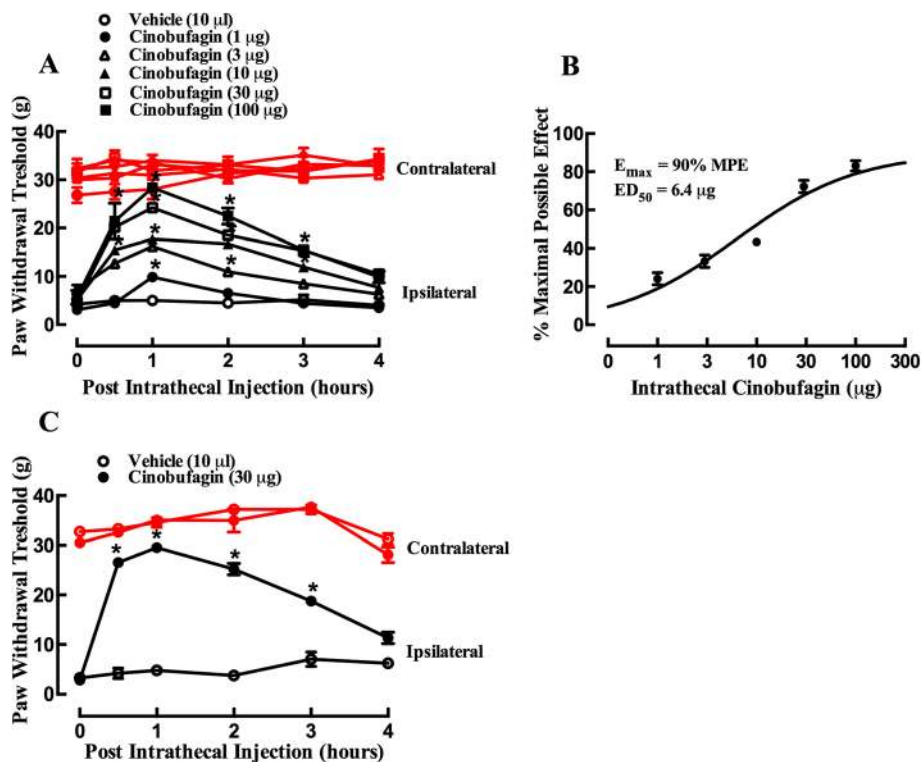 A
Vehicle (10 μl)
Cinobufagin (1 μg)
Cinobufagin (3 μg)
Cinobufagin (10 μg)
Cinobufagin (30 μg)
Cinobufagin (100 μg)
Paw Withdrawal Treshold (g)
40
30
20
10
0
Contralateral
Ipsilateral
* * * * * * * *
0 1 2 3 4
Post Intrathecal Injection (hours)
B
% Maximal Possible Effect
100
80
60
40
20
0
Emax = 90% MPE
ED50 = 6.4 μg
0 1 3 10 30 100 300
Intrathecal Cinobufagin (μg)
C
Vehicle (10 μl)
Cinobufagin (30 μg)
Paw Withdrawal Treshold (g)
40
30
20
10
0
Contralateral
Ipsilateral
* * * *
0 1 2 3 4
Post Intrathecal Injection (hours)